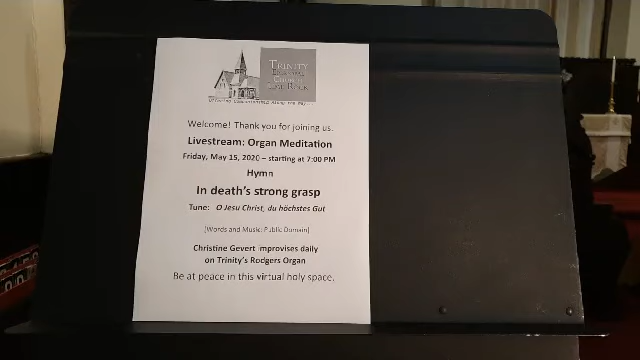 TRINITY
EPISCOPAL
CHURCH
LIME ROCK
Welcome! Thank you for joining us.
Livestream: Organ Meditation
Friday, May 15, 2020 – starting at 7:00 PM
Hymn
In death's strong grasp
Tune: O Jesu Christ, du höchstes Gut
[Words and Music: Public Domain]
Christine Gevert improvises daily
on Trinity's Rodgers Organ
Be at peace in this virtual holy space.